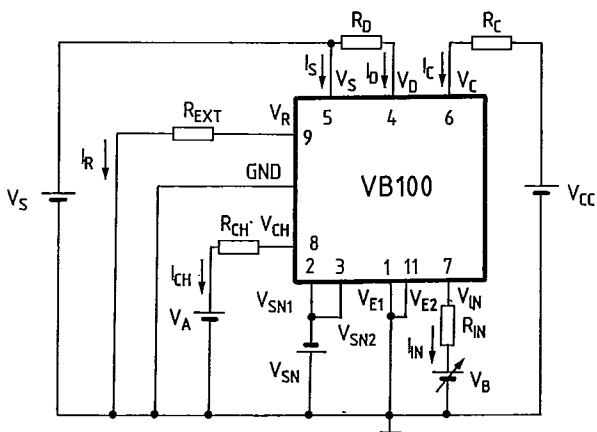 R_D
R_C
I_S
V_S
I_D
V_D
I_C
V_C
5
4
6
R_EXT
V_R
9
I_R
GND
VB100
V_S
V_CC
R_CH
V_CH
8
2
3
1
11
7
I_CH
V_SN1
V_E1
V_E2
V_IN
V_A
V_SN2
R_IN
I_IN
V_SN
V_B